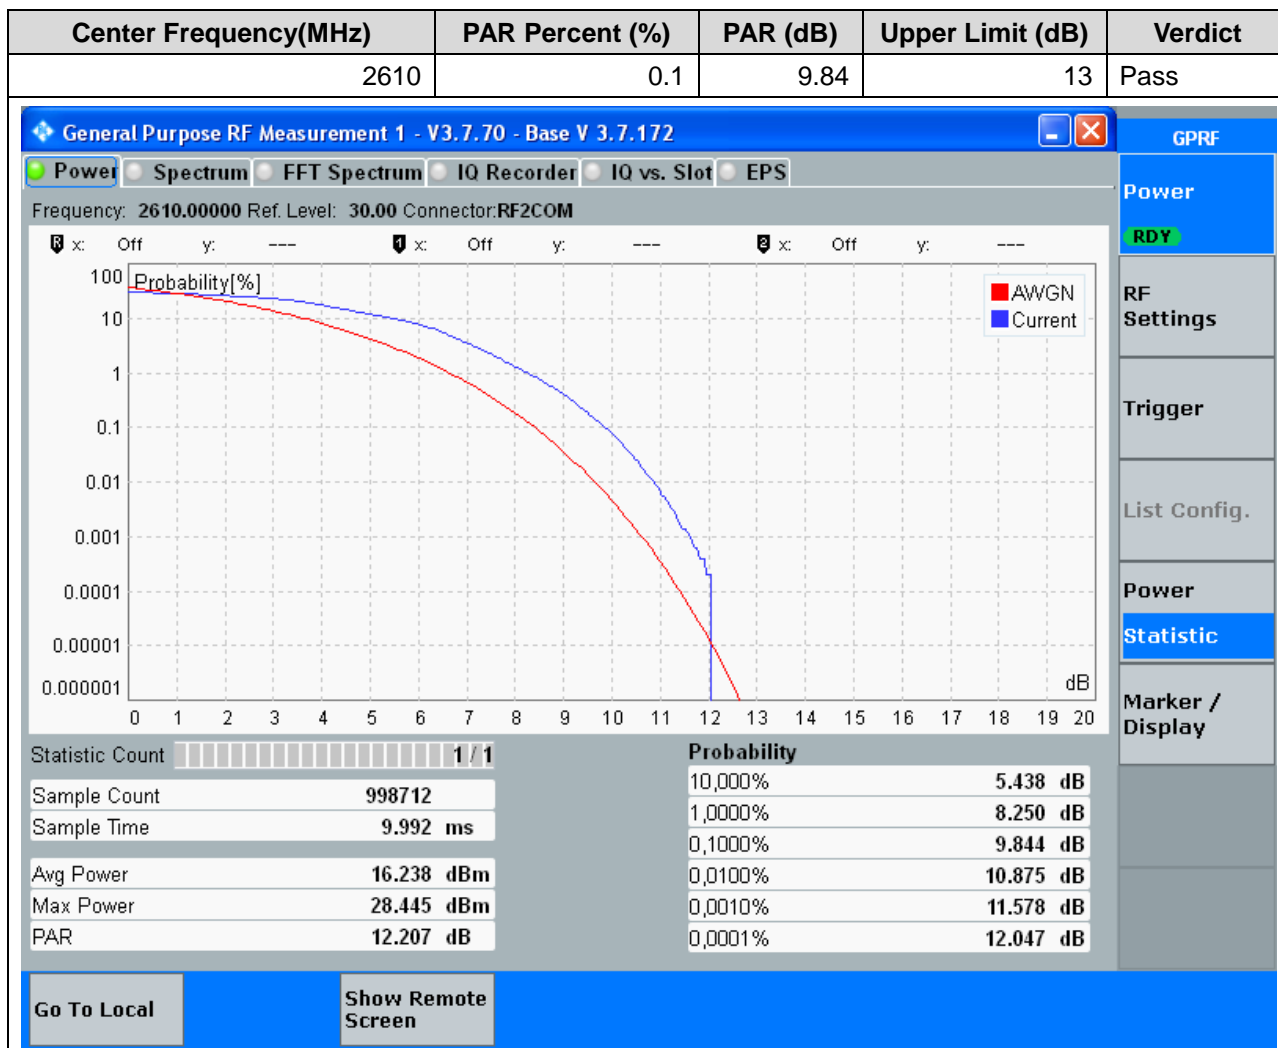 Center Frequency(MHz) PAR Percent (%) PAR (dB) Upper Limit (dB) Verdict
2610 0.1 9.84 13 Pass
General Purpose RF Measurement 1 - V3.7.70 - Base V 3.7.172
GPRF
Power Spectrum FFT Spectrum IQ Recorder IQ vs. Slot EPS
Frequency: 2610.00000 Ref. Level: 30.00 Connector:RF2COM
R x: Off y: --- 1 x: Off y: --- 2 x: Off y: ---
Probability[%]
AWGN
Current
100
10
1
0.1
0.01
0.001
0.0001
0.00001
0.000001
dB
0 1 2 3 4 5 6 7 8 9 10 11 12 13 14 15 16 17 18 19 20
Statistic Count 1 / 1
Sample Count 998712
Sample Time 9.992 ms
Avg Power 16.238 dBm
Max Power 28.445 dBm
PAR 12.207 dB
Probability
10,000% 5.438 dB
1,0000% 8.250 dB
0,1000% 9.844 dB
0,0100% 10.875 dB
0,0010% 11.578 dB
0,0001% 12.047 dB
Power
RDY
RF
Settings
Trigger
List Config.
Power
Statistic
Marker /
Display
Go To Local
Show Remote
Screen